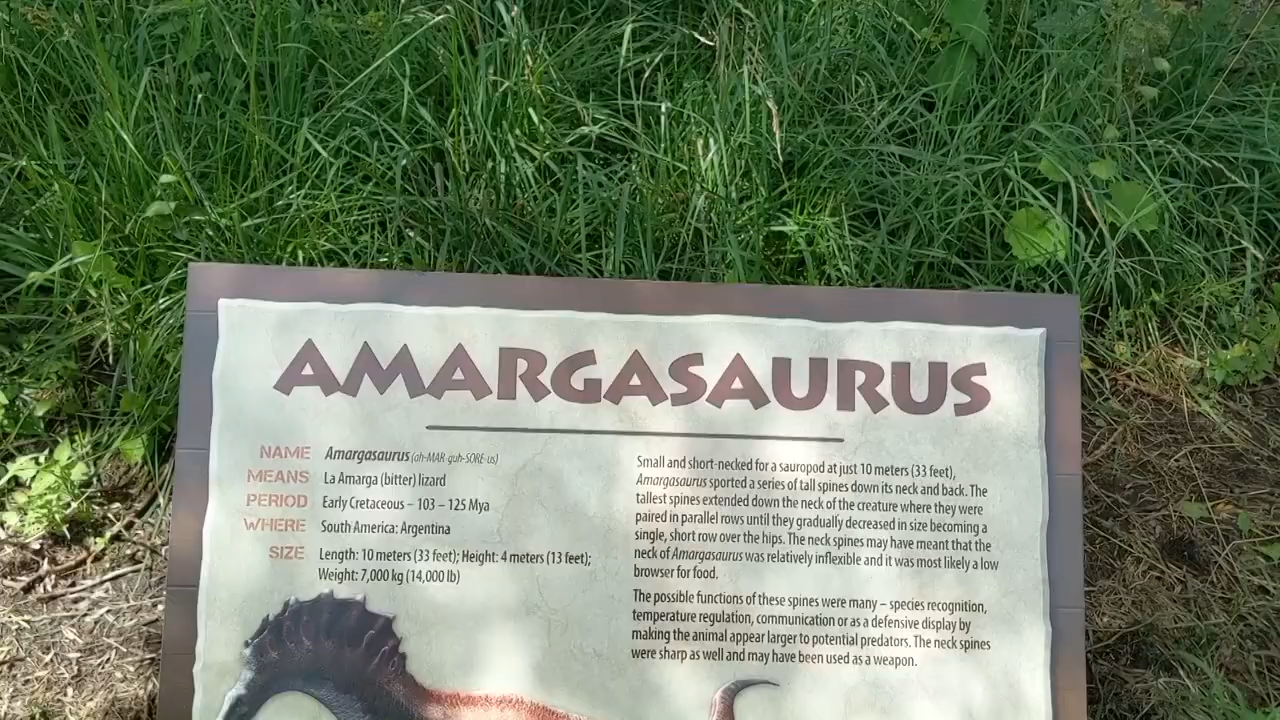 AMARGASAURUS
NAME Amargasaurus (ah-MAR-guh-SORE-us)
MEANS La Amarga (bitter) lizard
PERIOD Early Cretaceous – 103 – 125 Mya
WHERE South America: Argentina
SIZE Length: 10 meters (33 feet); Height: 4 meters (13 feet);
Weight: 7,000 kg (14,000 lb)
Small and short-necked for a sauropod at just 10 meters (33 feet),
Amargasaurus sported a series of tall spines down its neck and back. The
tallest spines extended down the neck of the creature where they were
paired in parallel rows until they gradually decreased in size becoming a
single, short row over the hips. The neck spines may have meant that the
neck of Amargasaurus was relatively inflexible and it was most likely a low
browser for food.
The possible functions of these spines were many – species recognition,
temperature regulation, communication or as a defensive display by
making the animal appear larger to potential predators. The neck spines
were sharp as well and may have been used as a weapon.